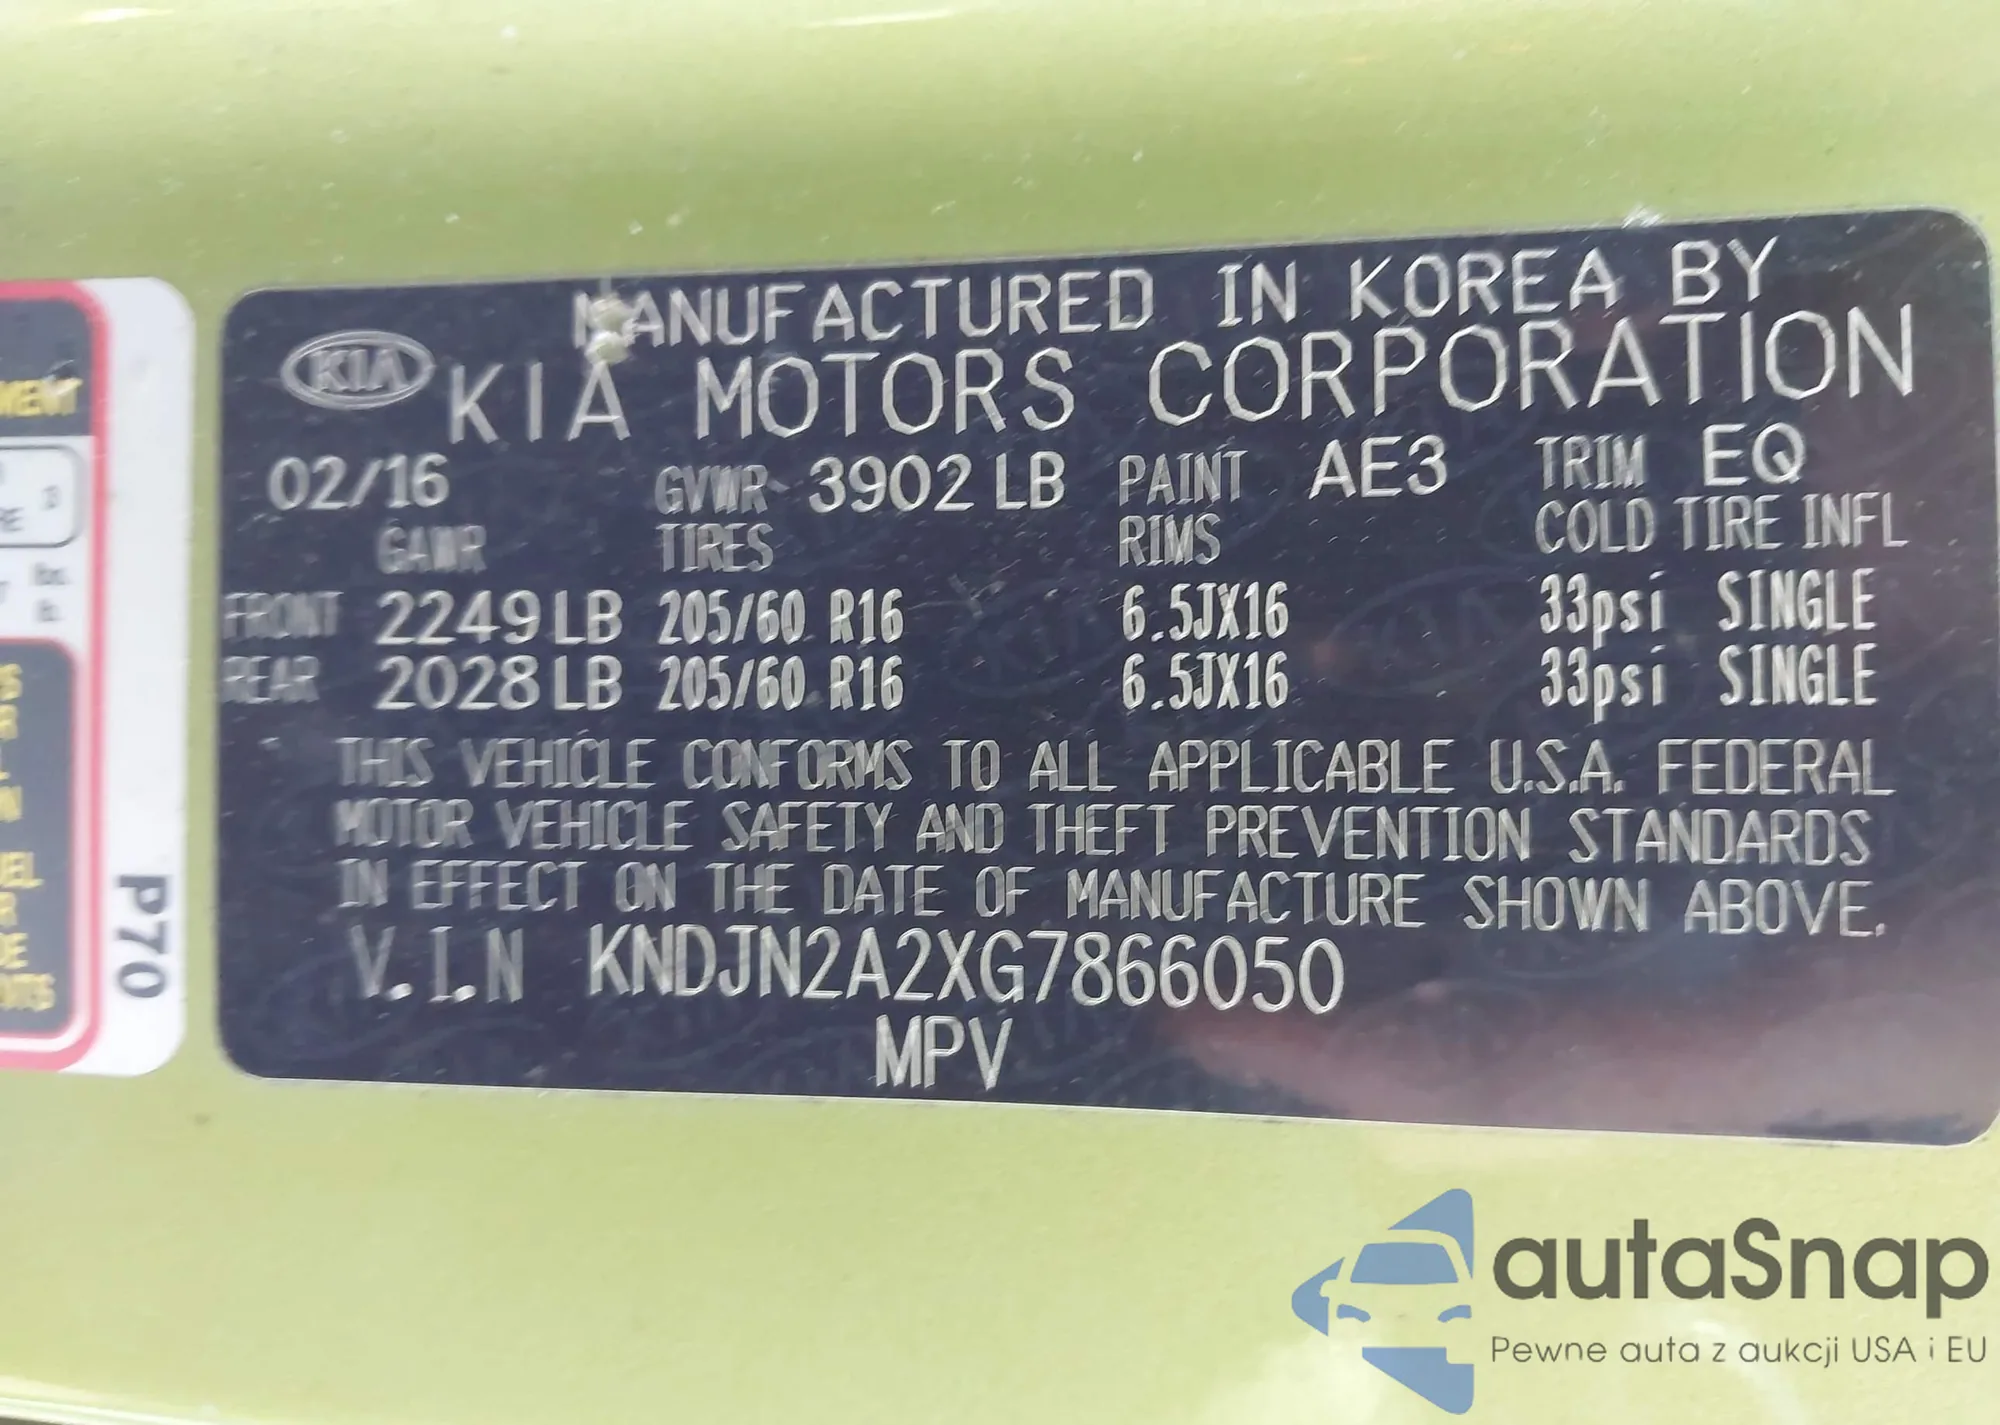 MANUFACTURED IN KOREA BY
KIA KIA MOTORS CORPORATION
02/16 GVWR 3902 LB PAINT AE3 TRIM EQ
GAWR TIRES RIMS COLD TIRE INFL
FRONT 2249 LB 205/60 R16 6.5JX16 33psi SINGLE
REAR 2028 LB 205/60 R16 6.5JX16 33psi SINGLE
THIS VEHICLE CONFORMS TO ALL APPLICABLE U.S.A. FEDERAL
MOTOR VEHICLE SAFETY AND THEFT PREVENTION STANDARDS
IN EFFECT ON THE DATE OF MANUFACTURE SHOWN ABOVE.
V.I.N KNDJN2A2XG7866050
MPV
P70
autaSnap
Pewne auta z aukcji USA i EU